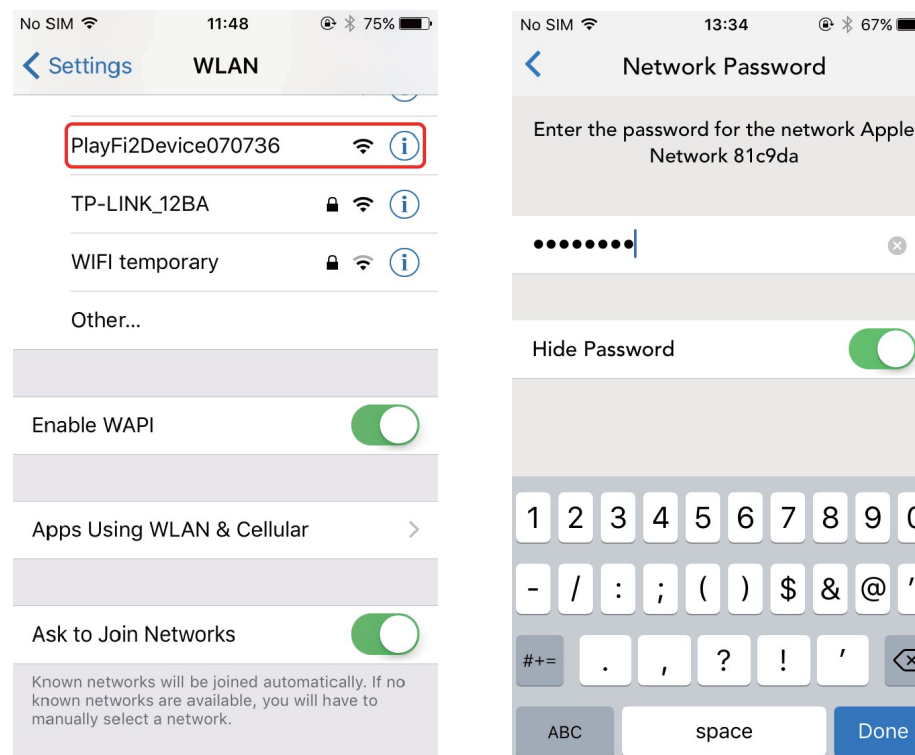 No SIM 11:48 75%
Settings WLAN
PlayFi2Device070736
TP-LINK_12BA
WIFI temporary
Other...
Enable WAPI
Apps Using WLAN & Cellular
Ask to Join Networks
Known networks will be joined automatically. If no
known networks are available, you will have to
manually select a network.
No SIM 13:34 67%
Network Password
Enter the password for the network Apple
Network 81c9da
••••••••
Hide Password
1 2 3 4 5 6 7 8 9 0
- / : ; ( ) $ & @ "
#+= . , ? ! '
ABC space Done